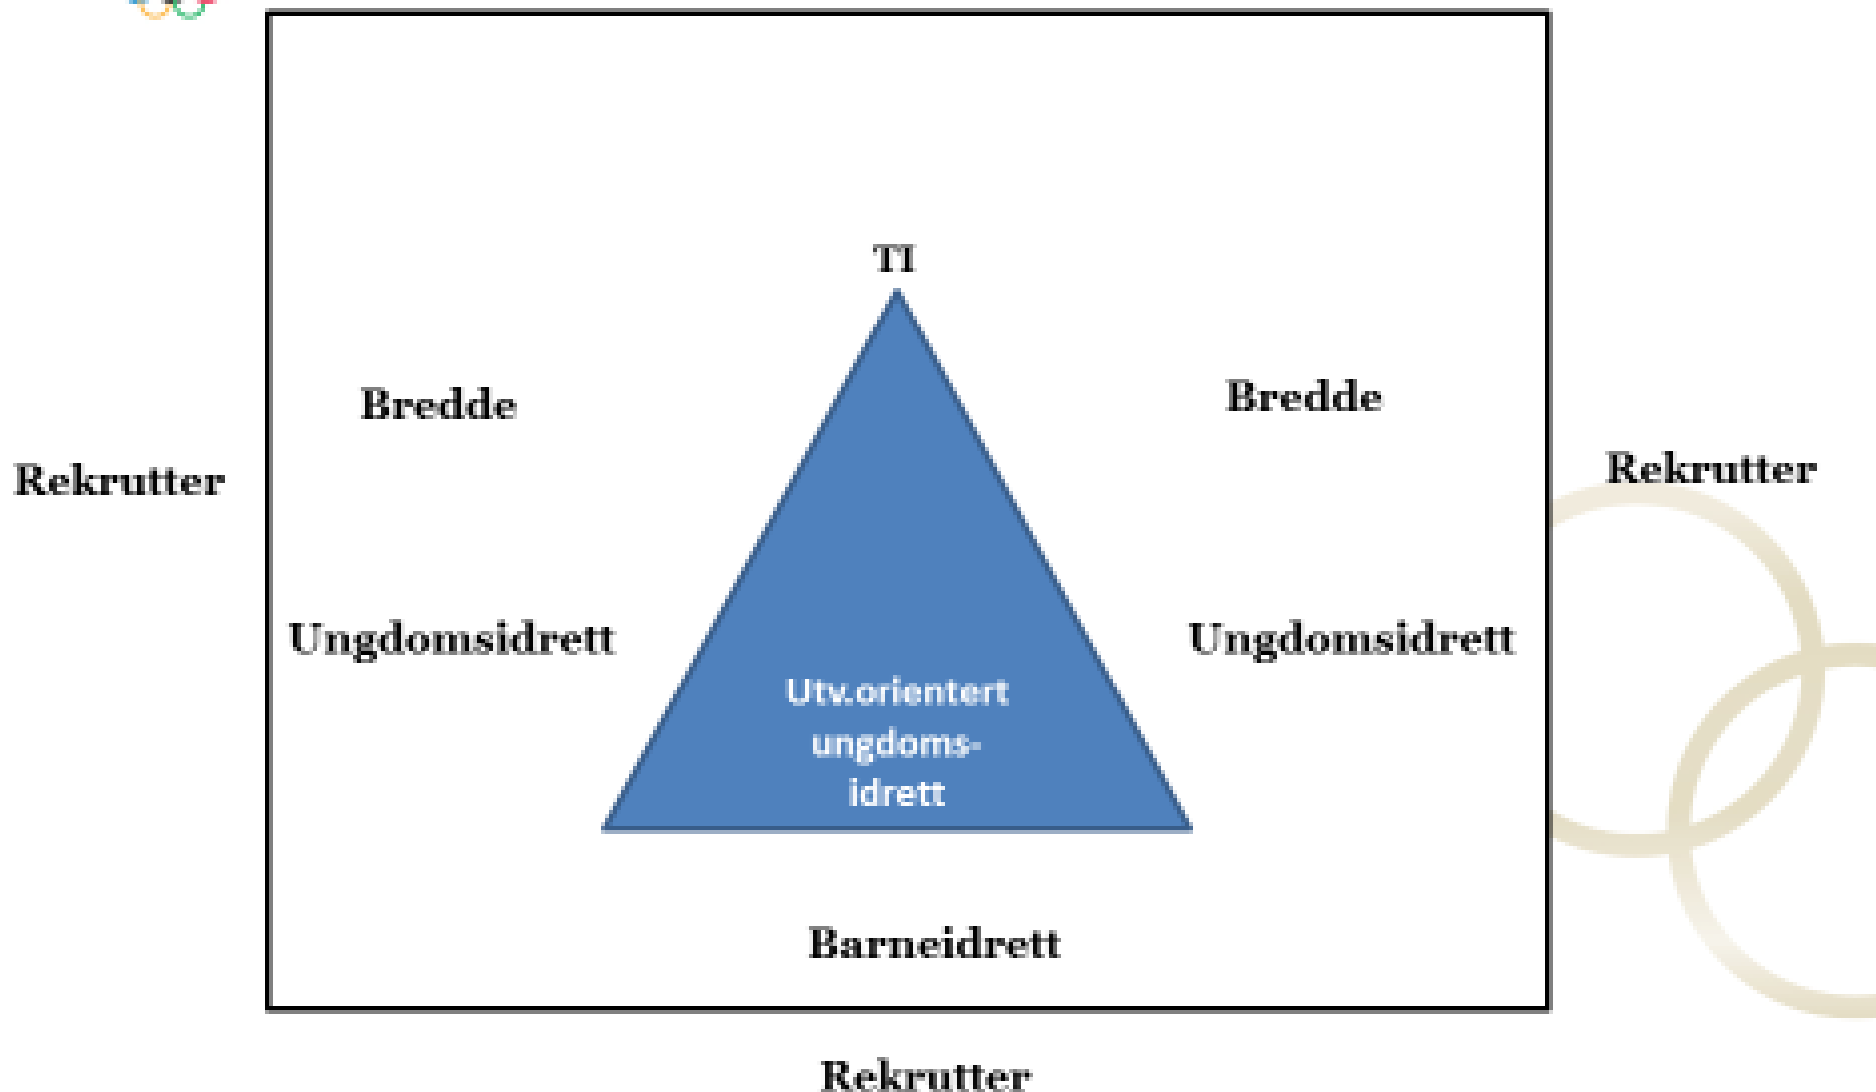 TI
Bredde
Bredde
Rekrutter
Rekrutter
Ungdomsidrett
Ungdomsidrett
Utv.orientert
ungdoms-
idrett
Barneidrett
Rekrutter